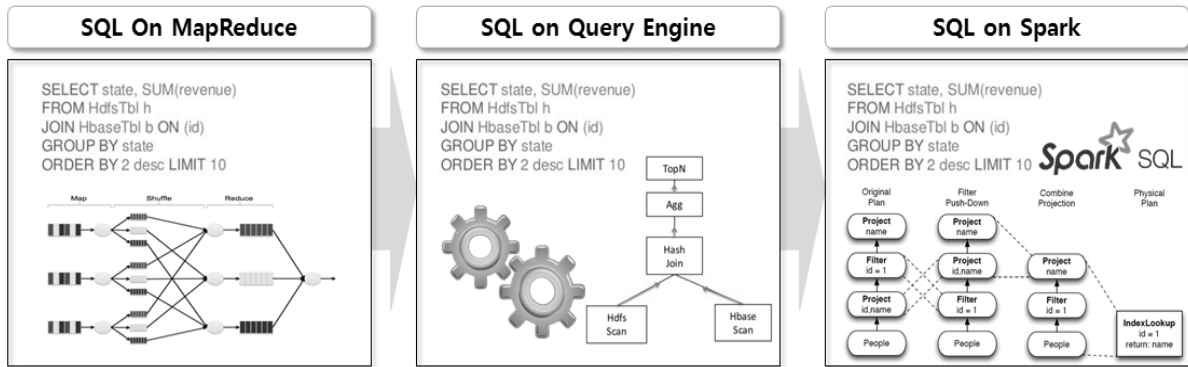 SQL On MapReduce
SELECT state, SUM(revenue)
FROM HdfsTbl h
JOIN HbaseTbl b ON (id)
GROUP BY state
ORDER BY 2 desc LIMIT 10
Map Shuffle Reduce
SQL on Query Engine
SELECT state, SUM(revenue)
FROM HdfsTbl h
JOIN HbaseTbl b ON (id)
GROUP BY state
ORDER BY 2 desc LIMIT 10
TopN
Agg
Hash
Join
Hdfs
Scan
Hbase
Scan
SQL on Spark
SELECT state, SUM(revenue)
FROM HdfsTbl h
JOIN HbaseTbl b ON (id)
GROUP BY state
ORDER BY 2 desc LIMIT 10
Spark SQL
Original
Plan
Project
name
Filter
id = 1
Project
id,name
People
Filter
Push-Down
Project
name
Project
id,name
Filter
id = 1
People
Combine
Projection
Project
name
Filter
id = 1
People
Physical
Plan
IndexLookup
id = 1
return: name